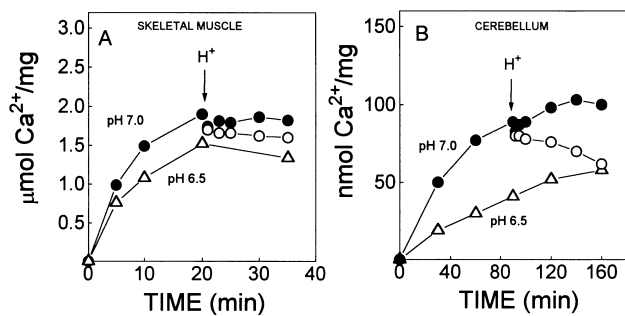 A
SKELETAL MUSCLE
H+
pH 7.0
pH 6.5
μmol Ca2+/mg
3.0
2.5
2.0
1.5
1.0
0.5
0 10 20 30 40
TIME (min)
B
CEREBELLUM
H+
pH 7.0
pH 6.5
nmol Ca2+/mg
150
100
50
0 40 80 120 160
TIME (min)